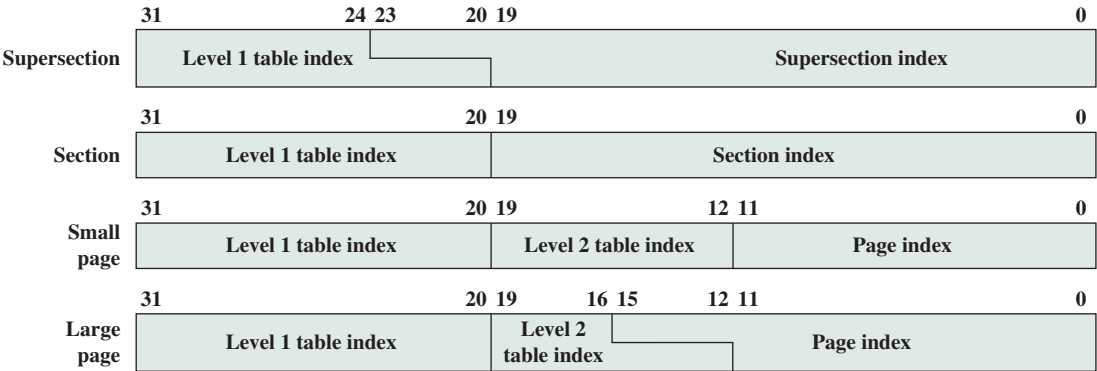 31 24 23 20 19 0
Supersection Level 1 table index Supersection index
31 20 19 0
Section Level 1 table index Section index
31 20 19 12 11 0
Small
page
Level 1 table index Level 2 table index Page index
31 20 19 16 15 12 11 0
Large
page
Level 1 table index
Level 2
table index
Page index